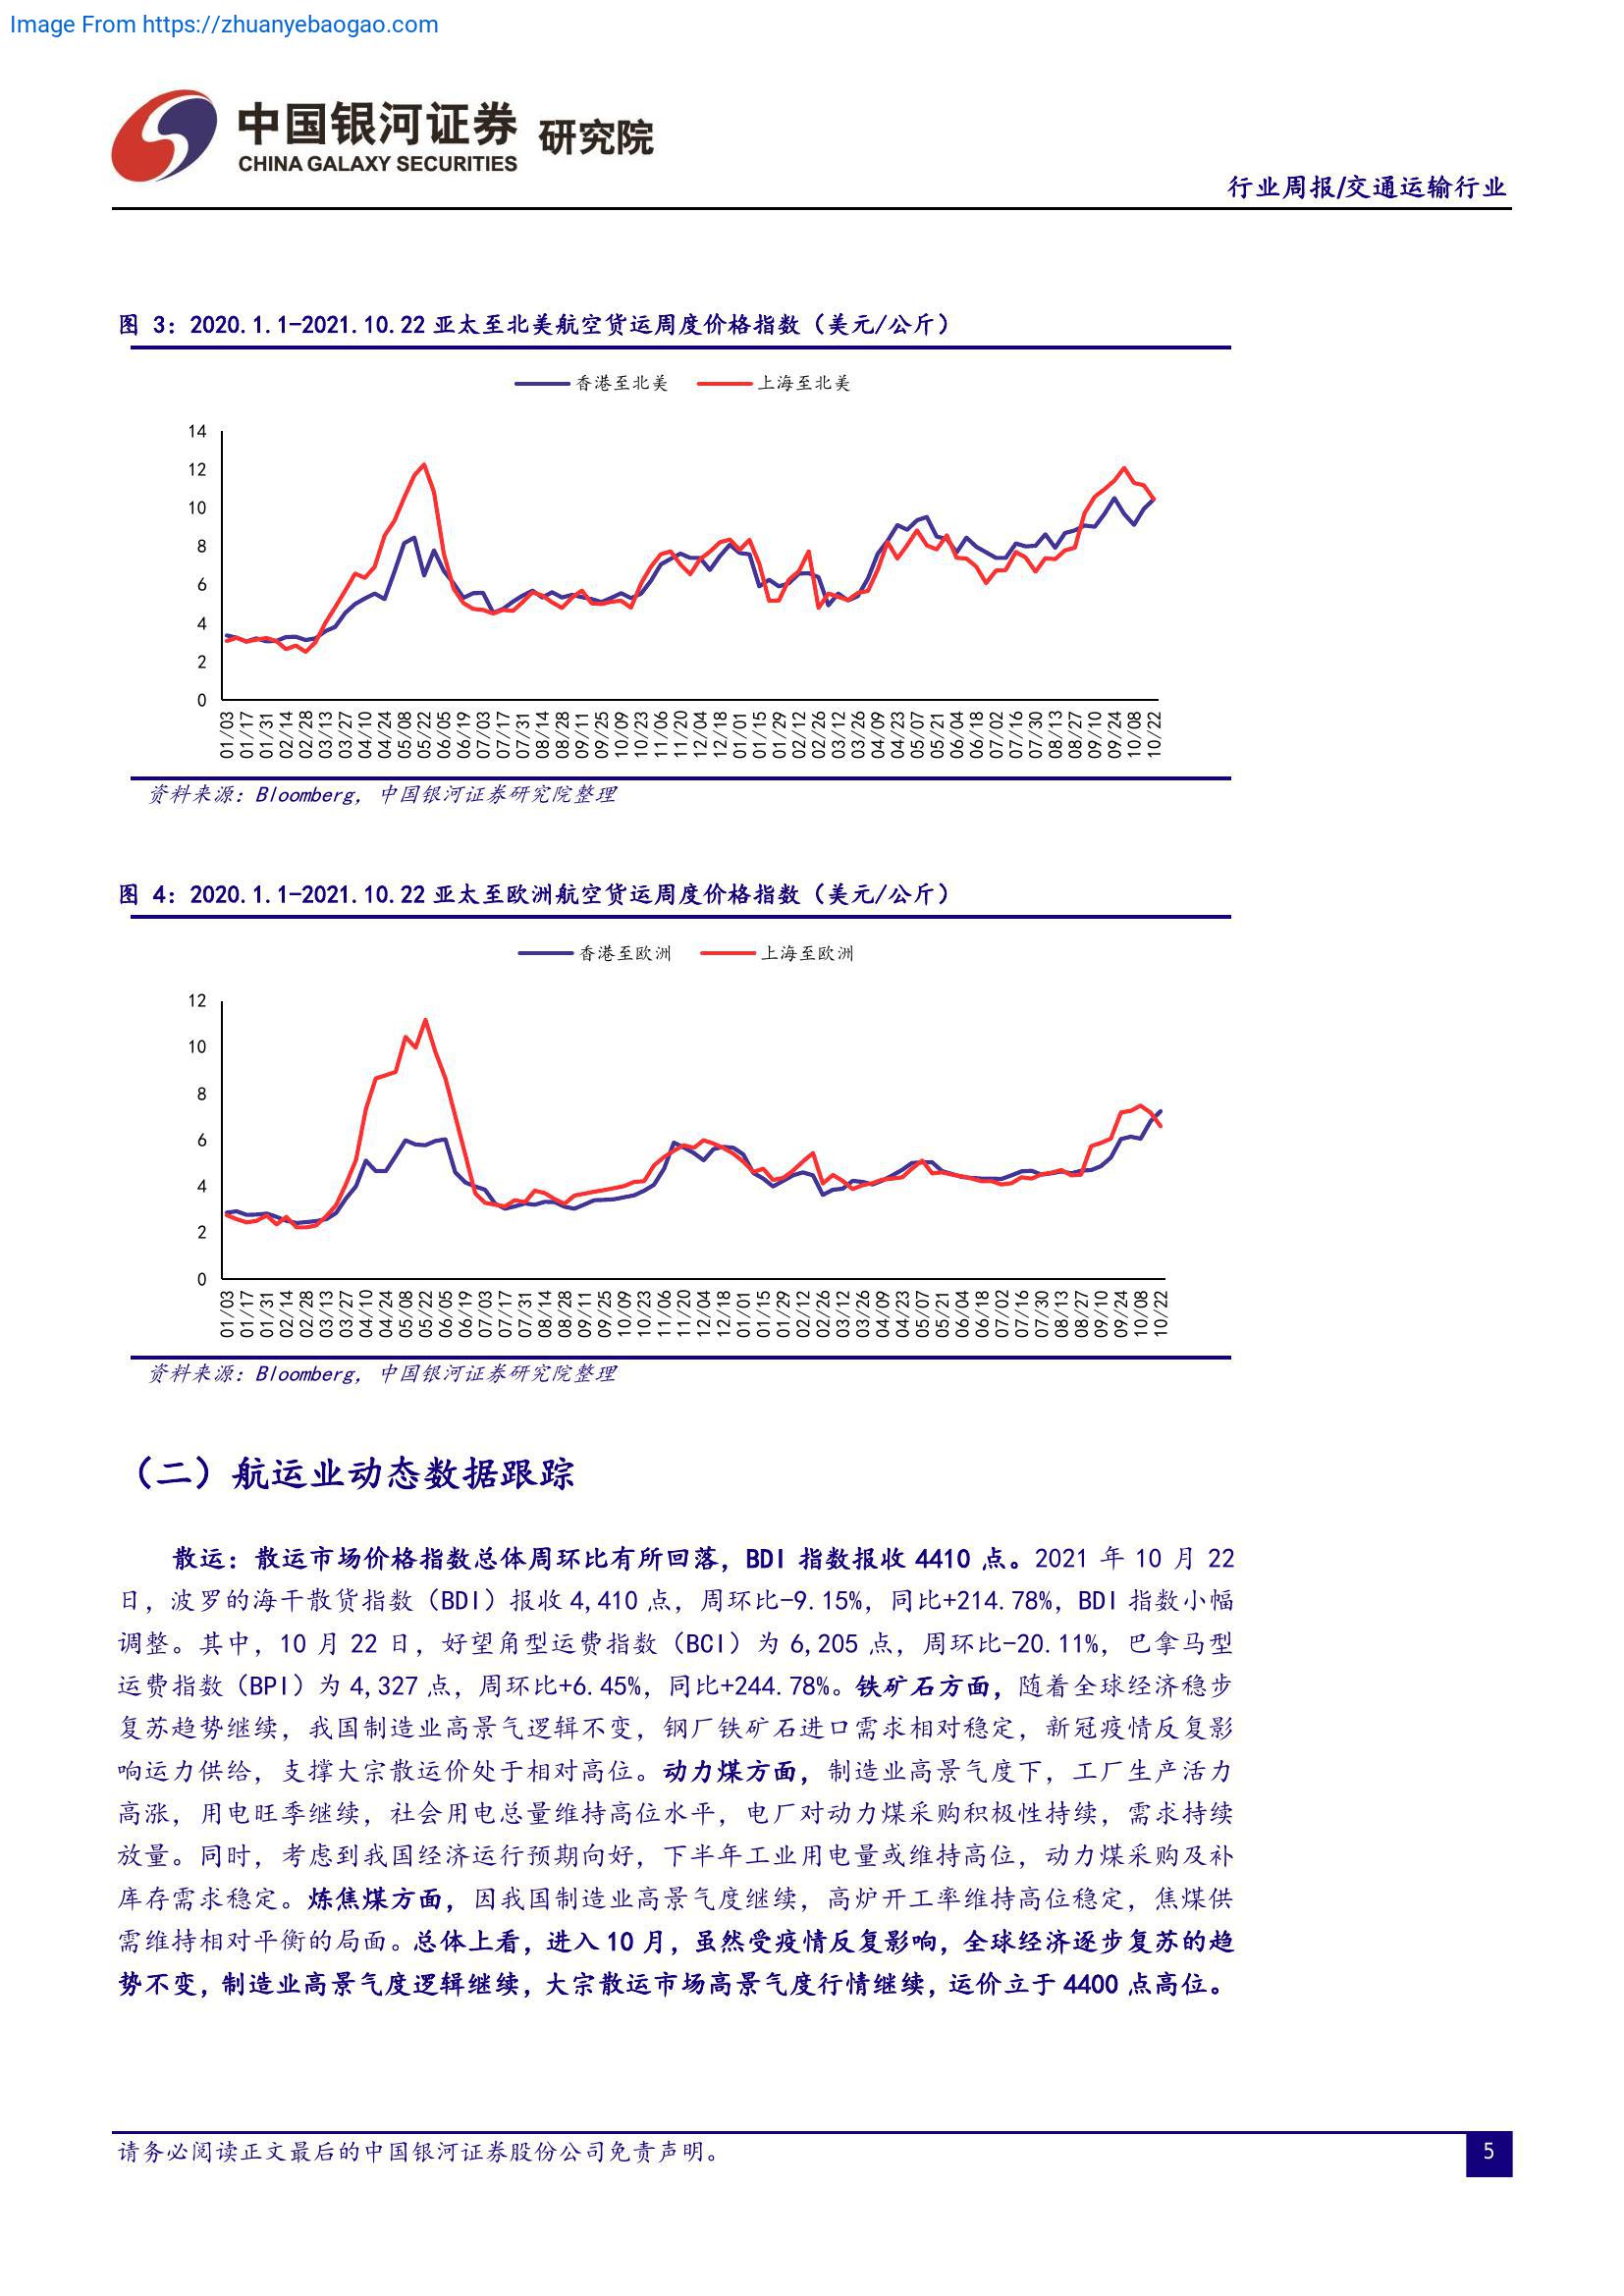 Image From https://zhuanyebaogao.com
中国银河证券 研究院
CHINA GALAXY SECURITIES
行业周报/交通运输行业
图 3：2020.1.1-2021.10.22 亚太至北美航空货运周度价格指数（美元/公斤）
香港至北美 上海至北美
14
12
10
8
6
4
2
0
01/03 01/17 01/31 02/14 02/28 03/13 03/27 04/10 04/24 05/08 05/22 06/05 06/19 07/03 07/17 07/31 08/14 08/28 09/11 09/25 10/09 10/23 11/06 11/20 12/04 12/18 01/01 01/15 01/29 02/12 02/26 03/12 03/26 04/09 04/23 05/07 05/21 06/04 06/18 07/02 07/16 07/30 08/13 08/27 09/10 09/24 10/08 10/22
资料来源：Bloomberg，中国银河证券研究院整理
图 4：2020.1.1-2021.10.22 亚太至欧洲航空货运周度价格指数（美元/公斤）
香港至欧洲 上海至欧洲
12
10
8
6
4
2
0
01/03 01/17 01/31 02/14 02/28 03/13 03/27 04/10 04/24 05/08 05/22 06/05 06/19 07/03 07/17 07/31 08/14 08/28 09/11 09/25 10/09 10/23 11/06 11/20 12/04 12/18 01/01 01/15 01/29 02/12 02/26 03/12 03/26 04/09 04/23 05/07 05/21 06/04 06/18 07/02 07/16 07/30 08/13 08/27 09/10 09/24 10/08 10/22
资料来源：Bloomberg，中国银河证券研究院整理
（二）航运业动态数据跟踪
散运：散运市场价格指数总体周环比有所回落，BDI 指数报收 4410 点。2021 年 10 月 22
日，波罗的海干散货指数（BDI）报收 4,410 点，周环比-9.15%，同比+214.78%，BDI 指数小幅
调整。其中，10 月 22 日，好望角型运费指数（BCI）为 6,205 点，周环比-20.11%，巴拿马型
运费指数（BPI）为 4,327 点，周环比+6.45%，同比+244.78%。铁矿石方面，随着全球经济稳步
复苏趋势继续，我国制造业高景气逻辑不变，钢厂铁矿石进口需求相对稳定，新冠疫情反复影
响运力供给，支撑大宗散运价处于相对高位。动力煤方面，制造业高景气度下，工厂生产活力
高涨，用电旺季继续，社会用电总量维持高位水平，电厂对动力煤采购积极性持续，需求持续
放量。同时，考虑到我国经济运行预期向好，下半年工业用电量或维持高位，动力煤采购及补
库存需求稳定。炼焦煤方面，因我国制造业高景气度继续，高炉开工率维持高位稳定，焦煤供
需维持相对平衡的局面。总体上看，进入 10 月，虽然受疫情反复影响，全球经济逐步复苏的趋
势不变，制造业高景气度逻辑继续，大宗散运市场高景气度行情继续，运价立于 4400 点高位。
请务必阅读正文最后的中国银河证券股份公司免责声明。
5